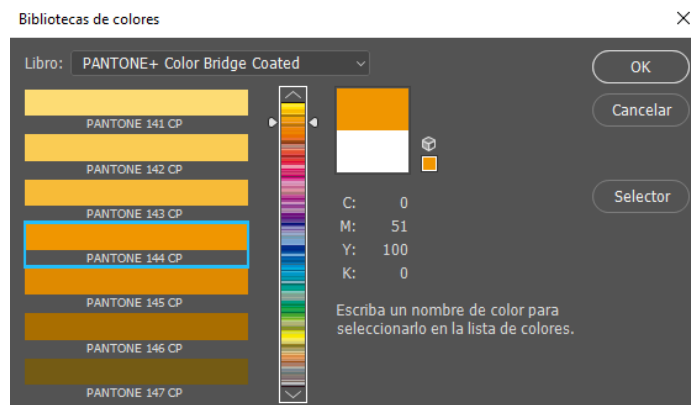 Bibliotecas de colores
Libro: PANTONE+ Color Bridge Coated
OK
Cancelar
Selector
PANTONE 141 CP
PANTONE 142 CP
PANTONE 143 CP
PANTONE 144 CP
PANTONE 145 CP
PANTONE 146 CP
PANTONE 147 CP
C: 0
M: 51
Y: 100
K: 0
Escriba un nombre de color para
seleccionarlo en la lista de colores.